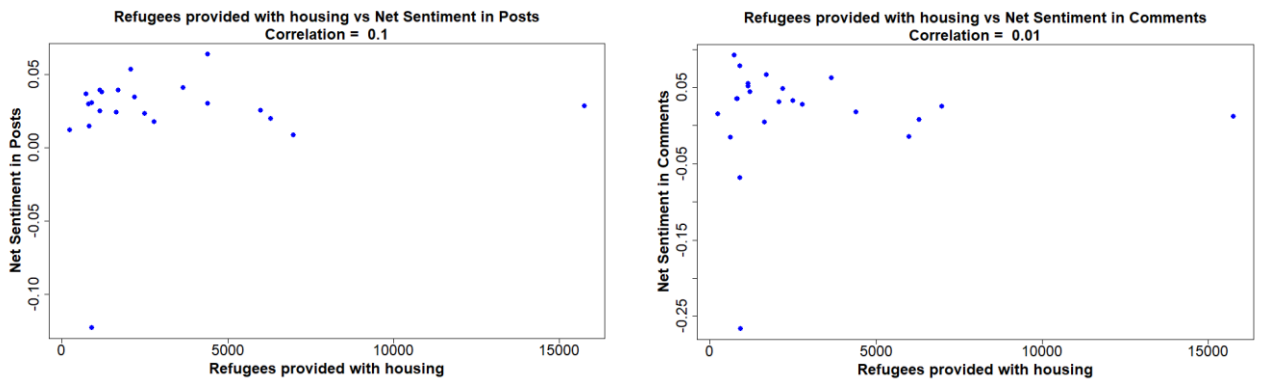 Refugees provided with housing vs Net Sentiment in Posts
Correlation = 0.1
Net Sentiment in Posts
0.05
0.00
-0.05
-0.10
0 5000 10000 15000
Refugees provided with housing
Refugees provided with housing vs Net Sentiment in Comments
Correlation = 0.01
Net Sentiment in Comments
0.05
-0.05
-0.15
-0.25
0 5000 10000 15000
Refugees provided with housing